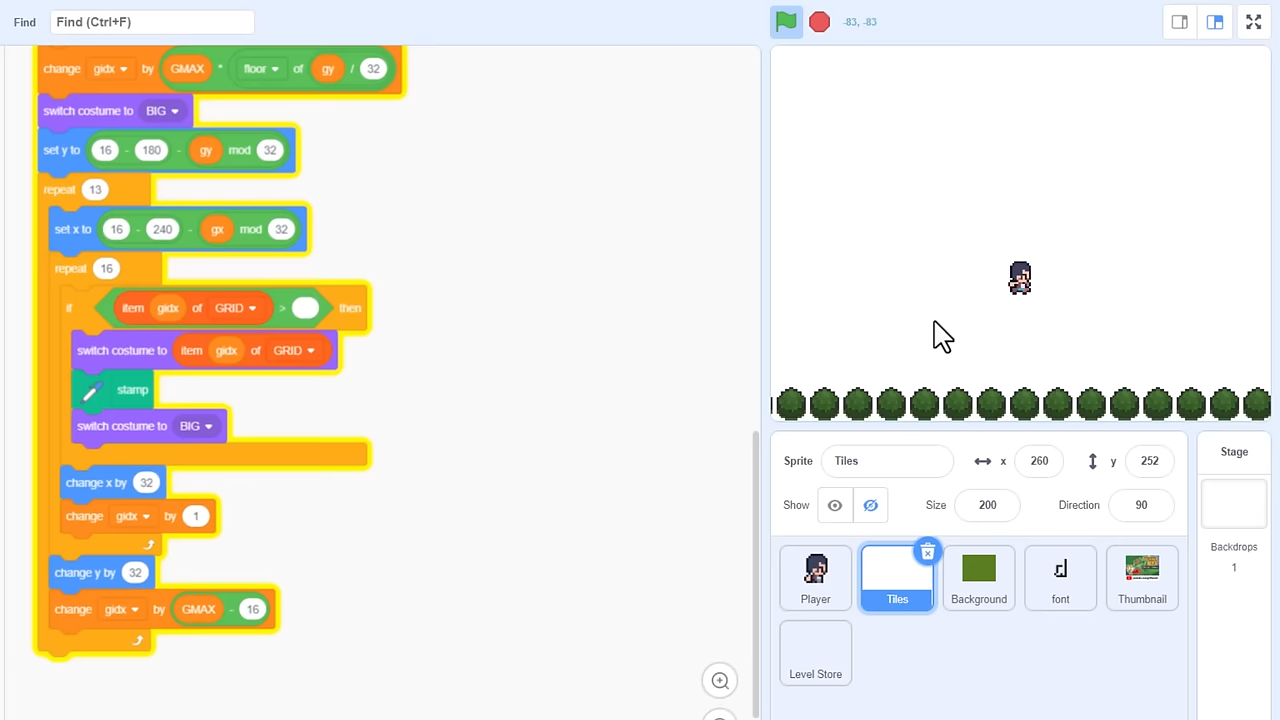 Find Find (Ctrl+F) -83, -83
change gidx by GMAX * floor of gy / 32
switch costume to BIG
set y to 16 - 180 - gy mod 32
repeat 13
set x to 16 - 240 - gx mod 32
repeat 16
if item gidx of GRID > then
switch costume to item gidx of GRID
stamp
switch costume to BIG
change x by 32
change gidx by 1
change y by 32
change gidx by GMAX - 16
Sprite Tiles x 260 y 252
Show Size 200 Direction 90
Player Tiles Background font Thumbnail
Level Store
Stage
Backdrops
1